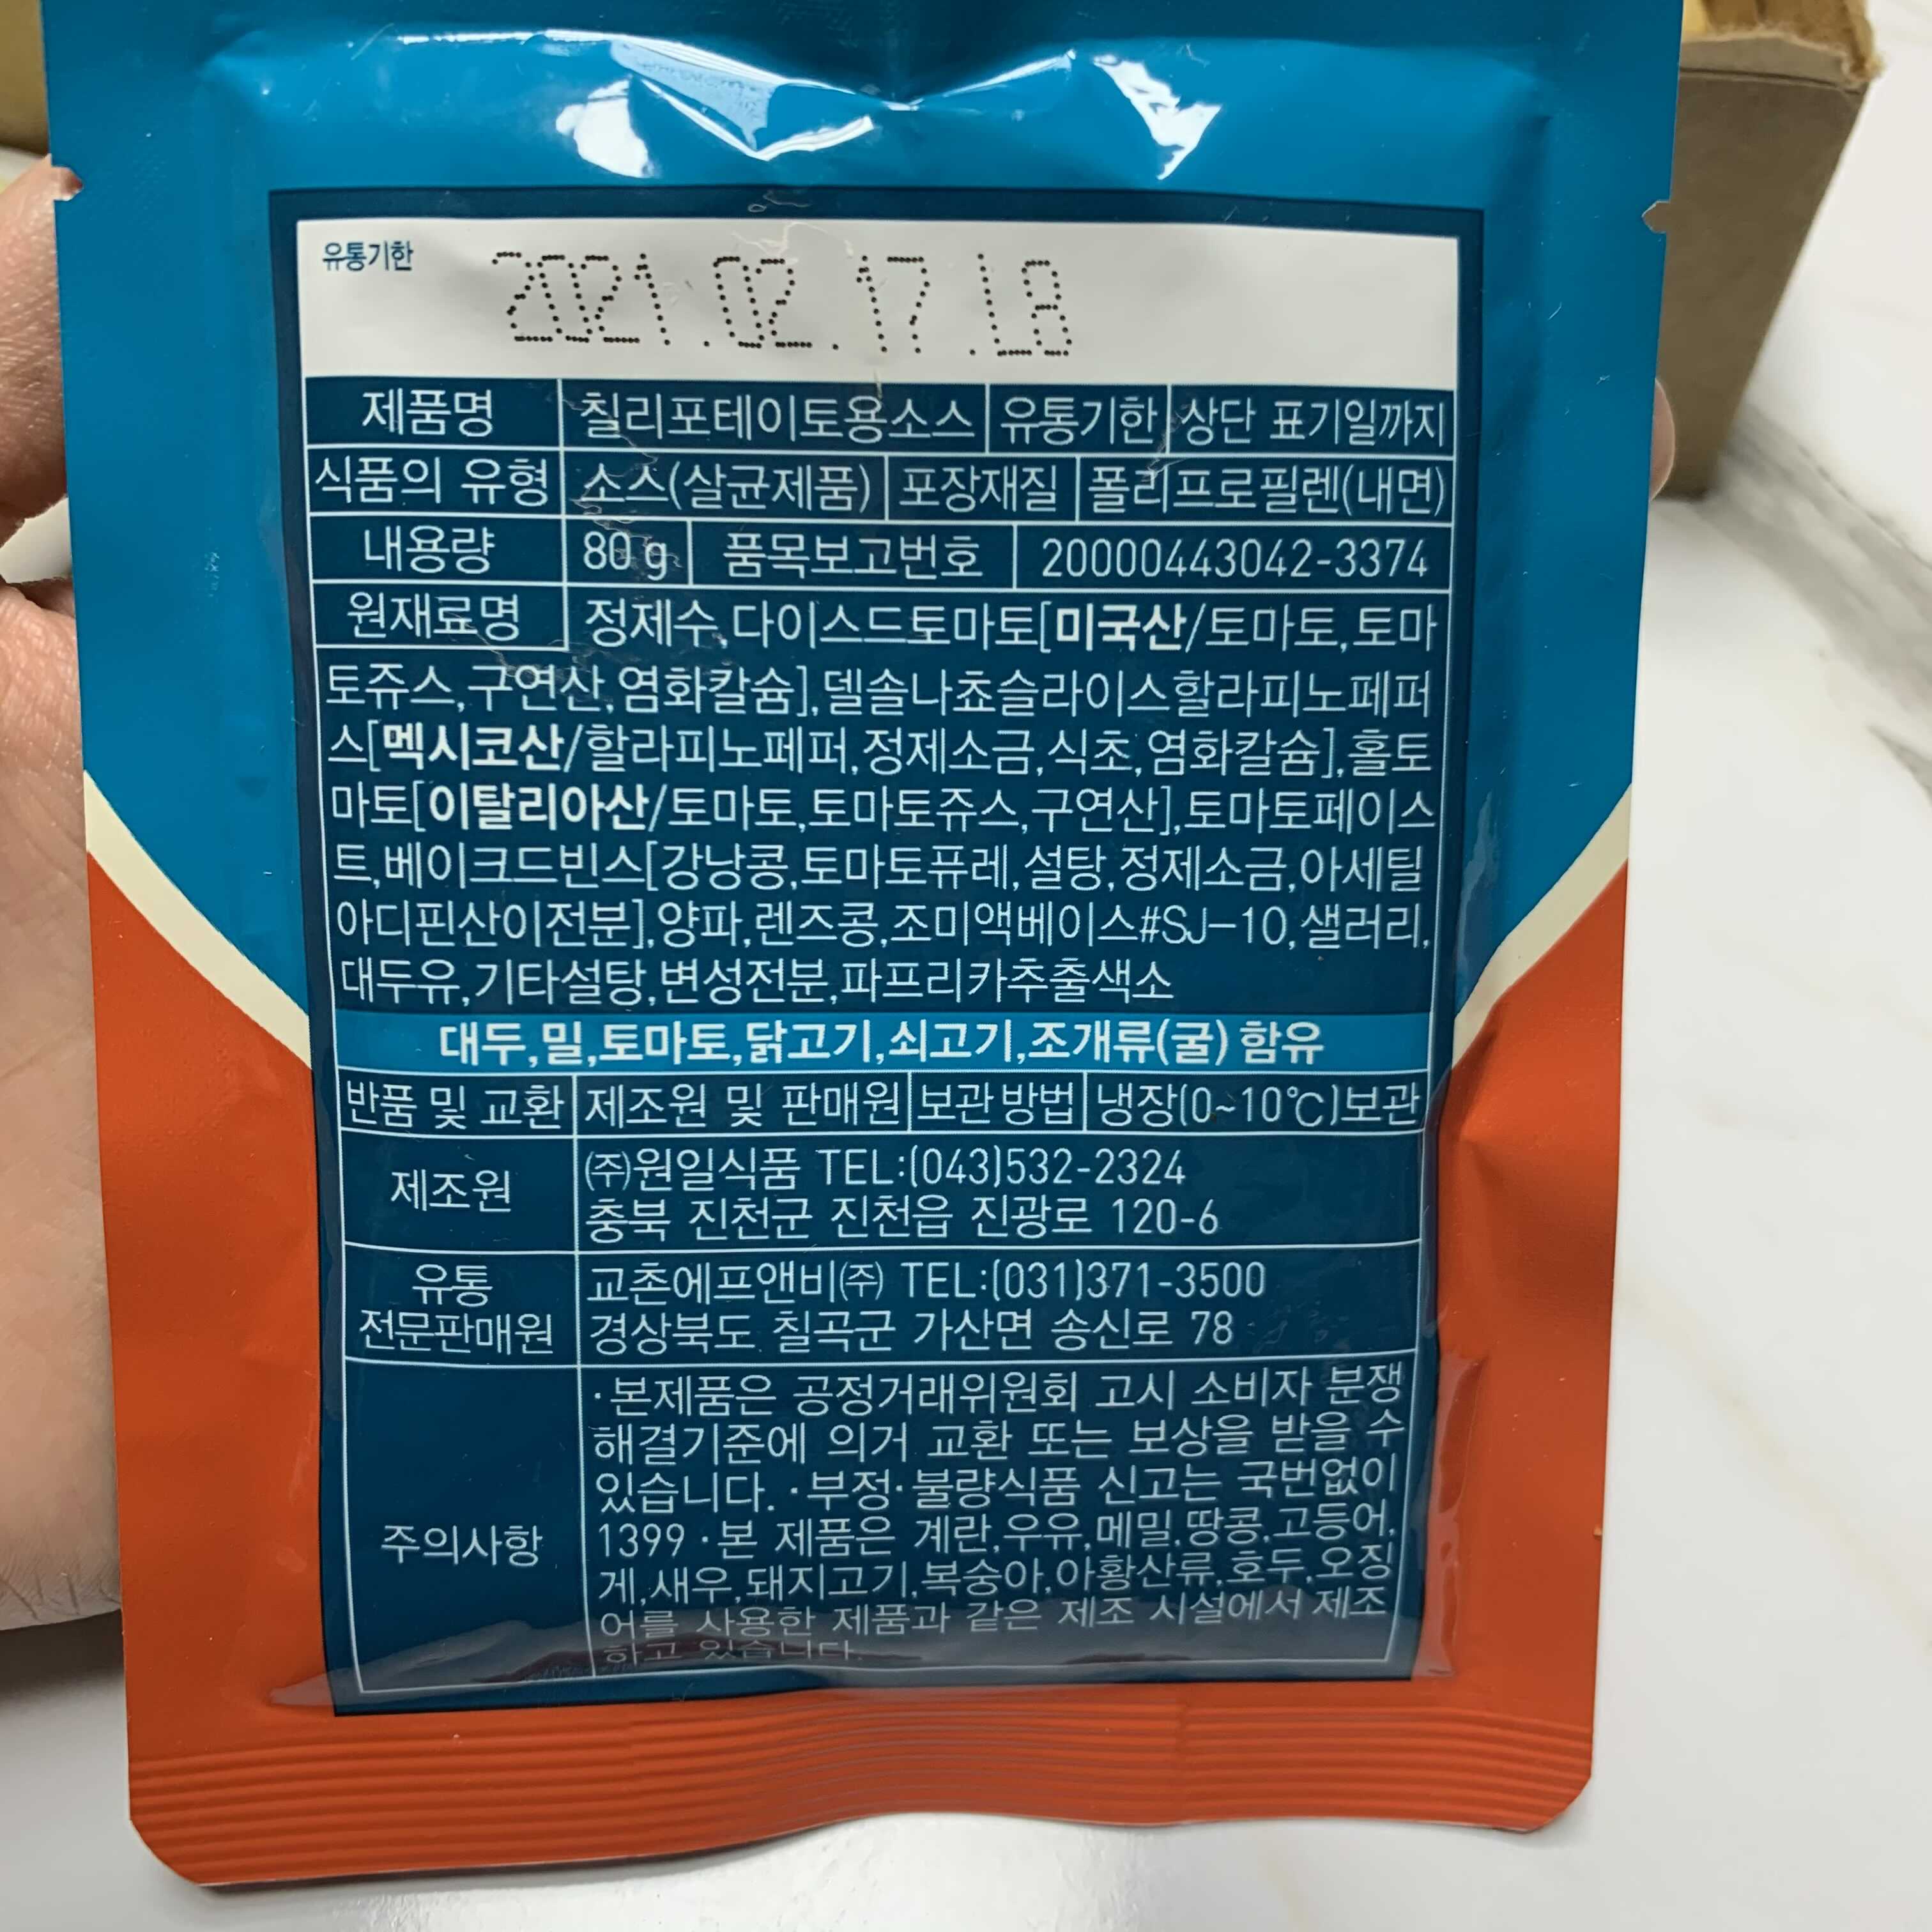 유통기한 2021.02.17.L8
제품명 칠리포테이토용소스 유통기한 상단 표기일까지
식품의 유형 소스(살균제품) 포장재질 폴리프로필렌(내면)
내용량 80 g 품목보고번호 20000443042-3374
원재료명 정제수,다이스드토마토[미국산/토마토,토마
토쥬스,구연산,염화칼슘],델솔나쵸슬라이스할라피노페퍼
스[멕시코산/할라피노페퍼,정제소금,식초,염화칼슘],홀토
마토[이탈리아산/토마토,토마토쥬스,구연산],토마토페이스
트,베이크드빈스[강낭콩,토마토퓨레,설탕,정제소금,아세틸
아디핀산이전분],양파,렌즈콩,조미액베이스#SJ-10,샐러리,
대두유,기타설탕,변성전분,파프리카추출색소
대두,밀,토마토,닭고기,쇠고기,조개류(굴) 함유
반품 및 교환 제조원 및 판매원 보관 방법 냉장(0~10℃)보관
제조원 ㈜원일식품 TEL:(043)532-2324
충북 진천군 진천읍 진광로 120-6
유통 교촌에프앤비㈜ TEL:(031)371-3500
전문판매원 경상북도 칠곡군 가산면 송신로 78
·본제품은 공정거래위원회 고시 소비자 분쟁
해결기준에 의거 교환 또는 보상을 받을 수
있습니다. ·부정·불량식품 신고는 국번없이
주의사항 1399 ·본 제품은 계란,우유,메밀,땅콩,고등어,
게,새우,돼지고기,복숭아,아황산류,호두,오징
어를 사용한 제품과 같은 제조 시설에서 제조
하고 있습니다.